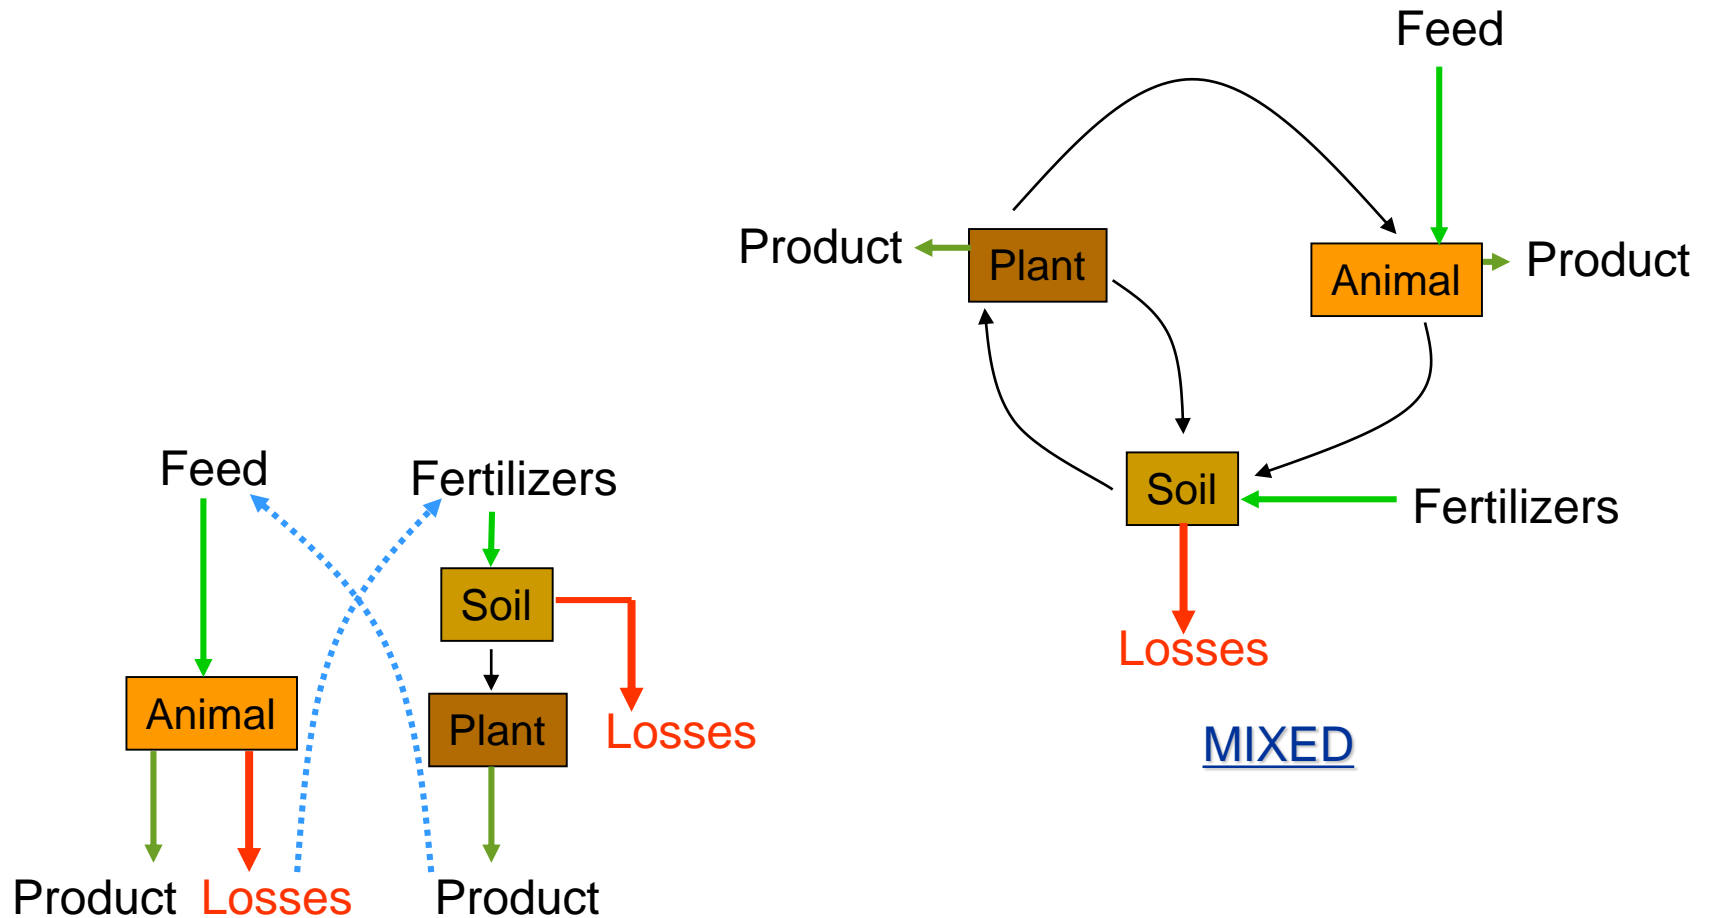 Feed
Product
Plant
Animal
Product
Soil
Fertilizers
Losses
MIXED
Feed
Fertilizers
Soil
Animal
Plant
Losses
Product
Losses
Product